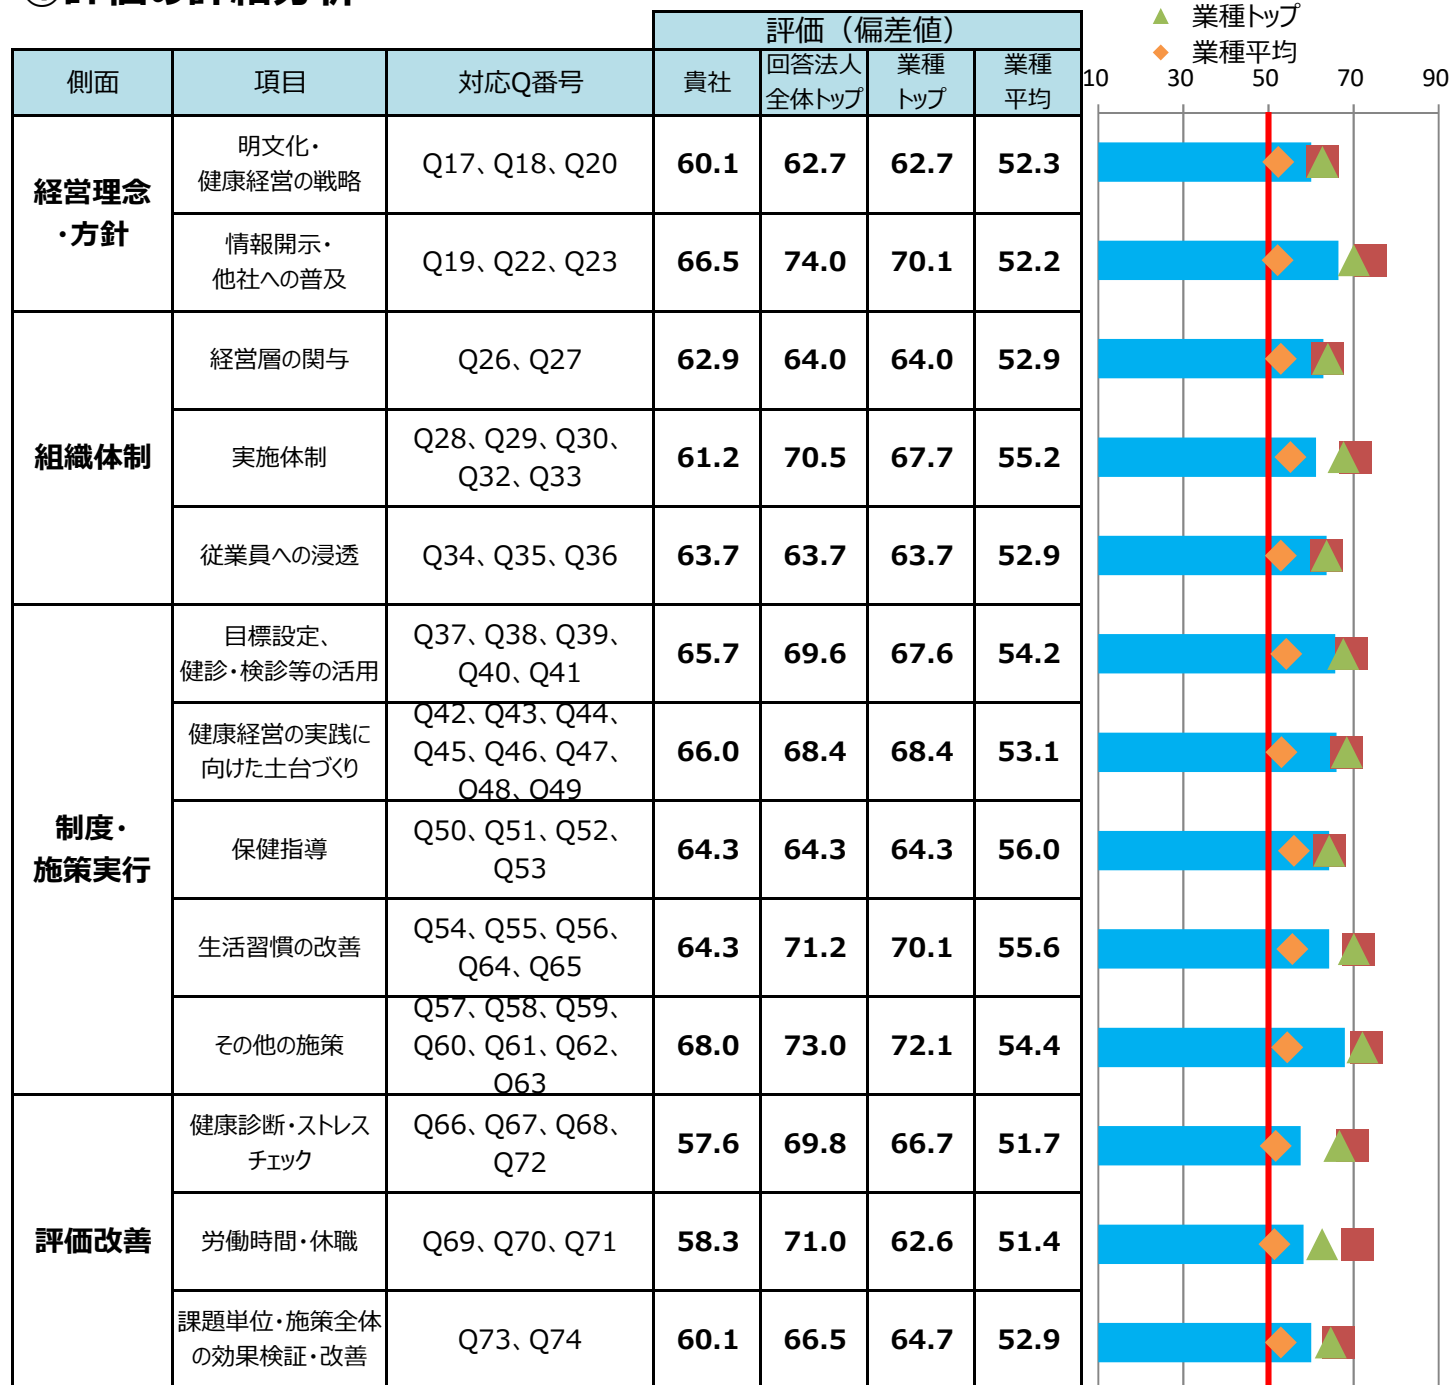 ①評価の詳細分析
▲ 業種トップ
◆ 業種平均
評価（偏差値）
側面 項目 対応Q番号 貴社 回答法人 業種 業種
全体トップ トップ 平均
10 30 50 70 90
経営理念
・方針
明文化・
健康経営の戦略
Q17、Q18、Q20 60.1 62.7 62.7 52.3
情報開示・
他社への普及
Q19、Q22、Q23 66.5 74.0 70.1 52.2
組織体制
経営層の関与 Q26、Q27 62.9 64.0 64.0 52.9
実施体制
Q28、Q29、Q30、
Q32、Q33
61.2 70.5 67.7 55.2
従業員への浸透 Q34、Q35、Q36 63.7 63.7 63.7 52.9
制度・
施策実行
目標設定、
健診・検診等の活用
Q37、Q38、Q39、
Q40、Q41
65.7 69.6 67.6 54.2
健康経営の実践に
向けた土台づくり
Q42、Q43、Q44、
Q45、Q46、Q47、
Q48、Q49
66.0 68.4 68.4 53.1
保健指導
Q50、Q51、Q52、
Q53
64.3 64.3 64.3 56.0
生活習慣の改善
Q54、Q55、Q56、
Q64、Q65
64.3 71.2 70.1 55.6
その他の施策
Q57、Q58、Q59、
Q60、Q61、Q62、
Q63
68.0 73.0 72.1 54.4
評価改善
健康診断・ストレス
チェック
Q66、Q67、Q68、
Q72
57.6 69.8 66.7 51.7
労働時間・休職 Q69、Q70、Q71 58.3 71.0 62.6 51.4
課題単位・施策全体
の効果検証・改善
Q73、Q74 60.1 66.5 64.7 52.9